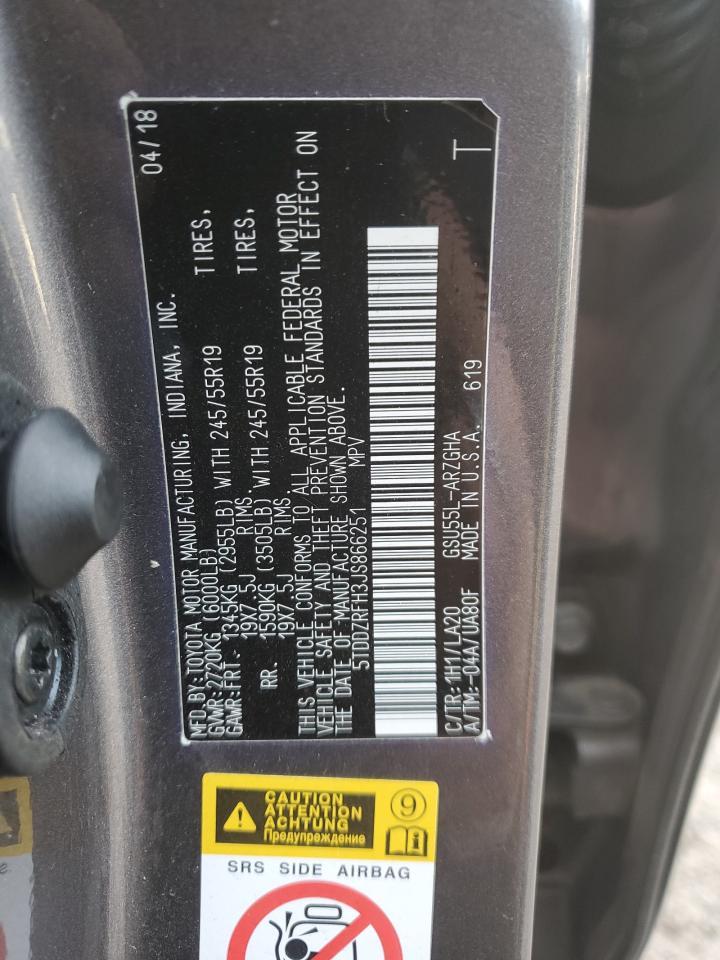 MFD.BY:TOYOTA MOTOR MANUFACTURING, INDIANA, INC. 04/18
GVWR:2720KG (6000LB)
GAWR:FRT. 1345KG (2955LB) WITH 245/55R19 TIRES,
19X7.5J RIMS.
RR. 1590KG (3505LB) WITH 245/55R19 TIRES,
19X7.5J RIMS.
THIS VEHICLE CONFORMS TO ALL APPLICABLE FEDERAL MOTOR
VEHICLE SAFETY AND THEFT PREVENTION STANDARDS IN EFFECT ON
THE DATE OF MANUFACTURE SHOWN ABOVE.
5TDDZRFH3JS866251 MPV
C/TR:1H1/LA20 GSU55L-ARZGHA T
A/TM:-04A/UA80F MADE IN U.S.A. 619
CAUTION
ATTENTION
ACHTUNG
Предупреждение
9
i
SRS SIDE AIRBAG